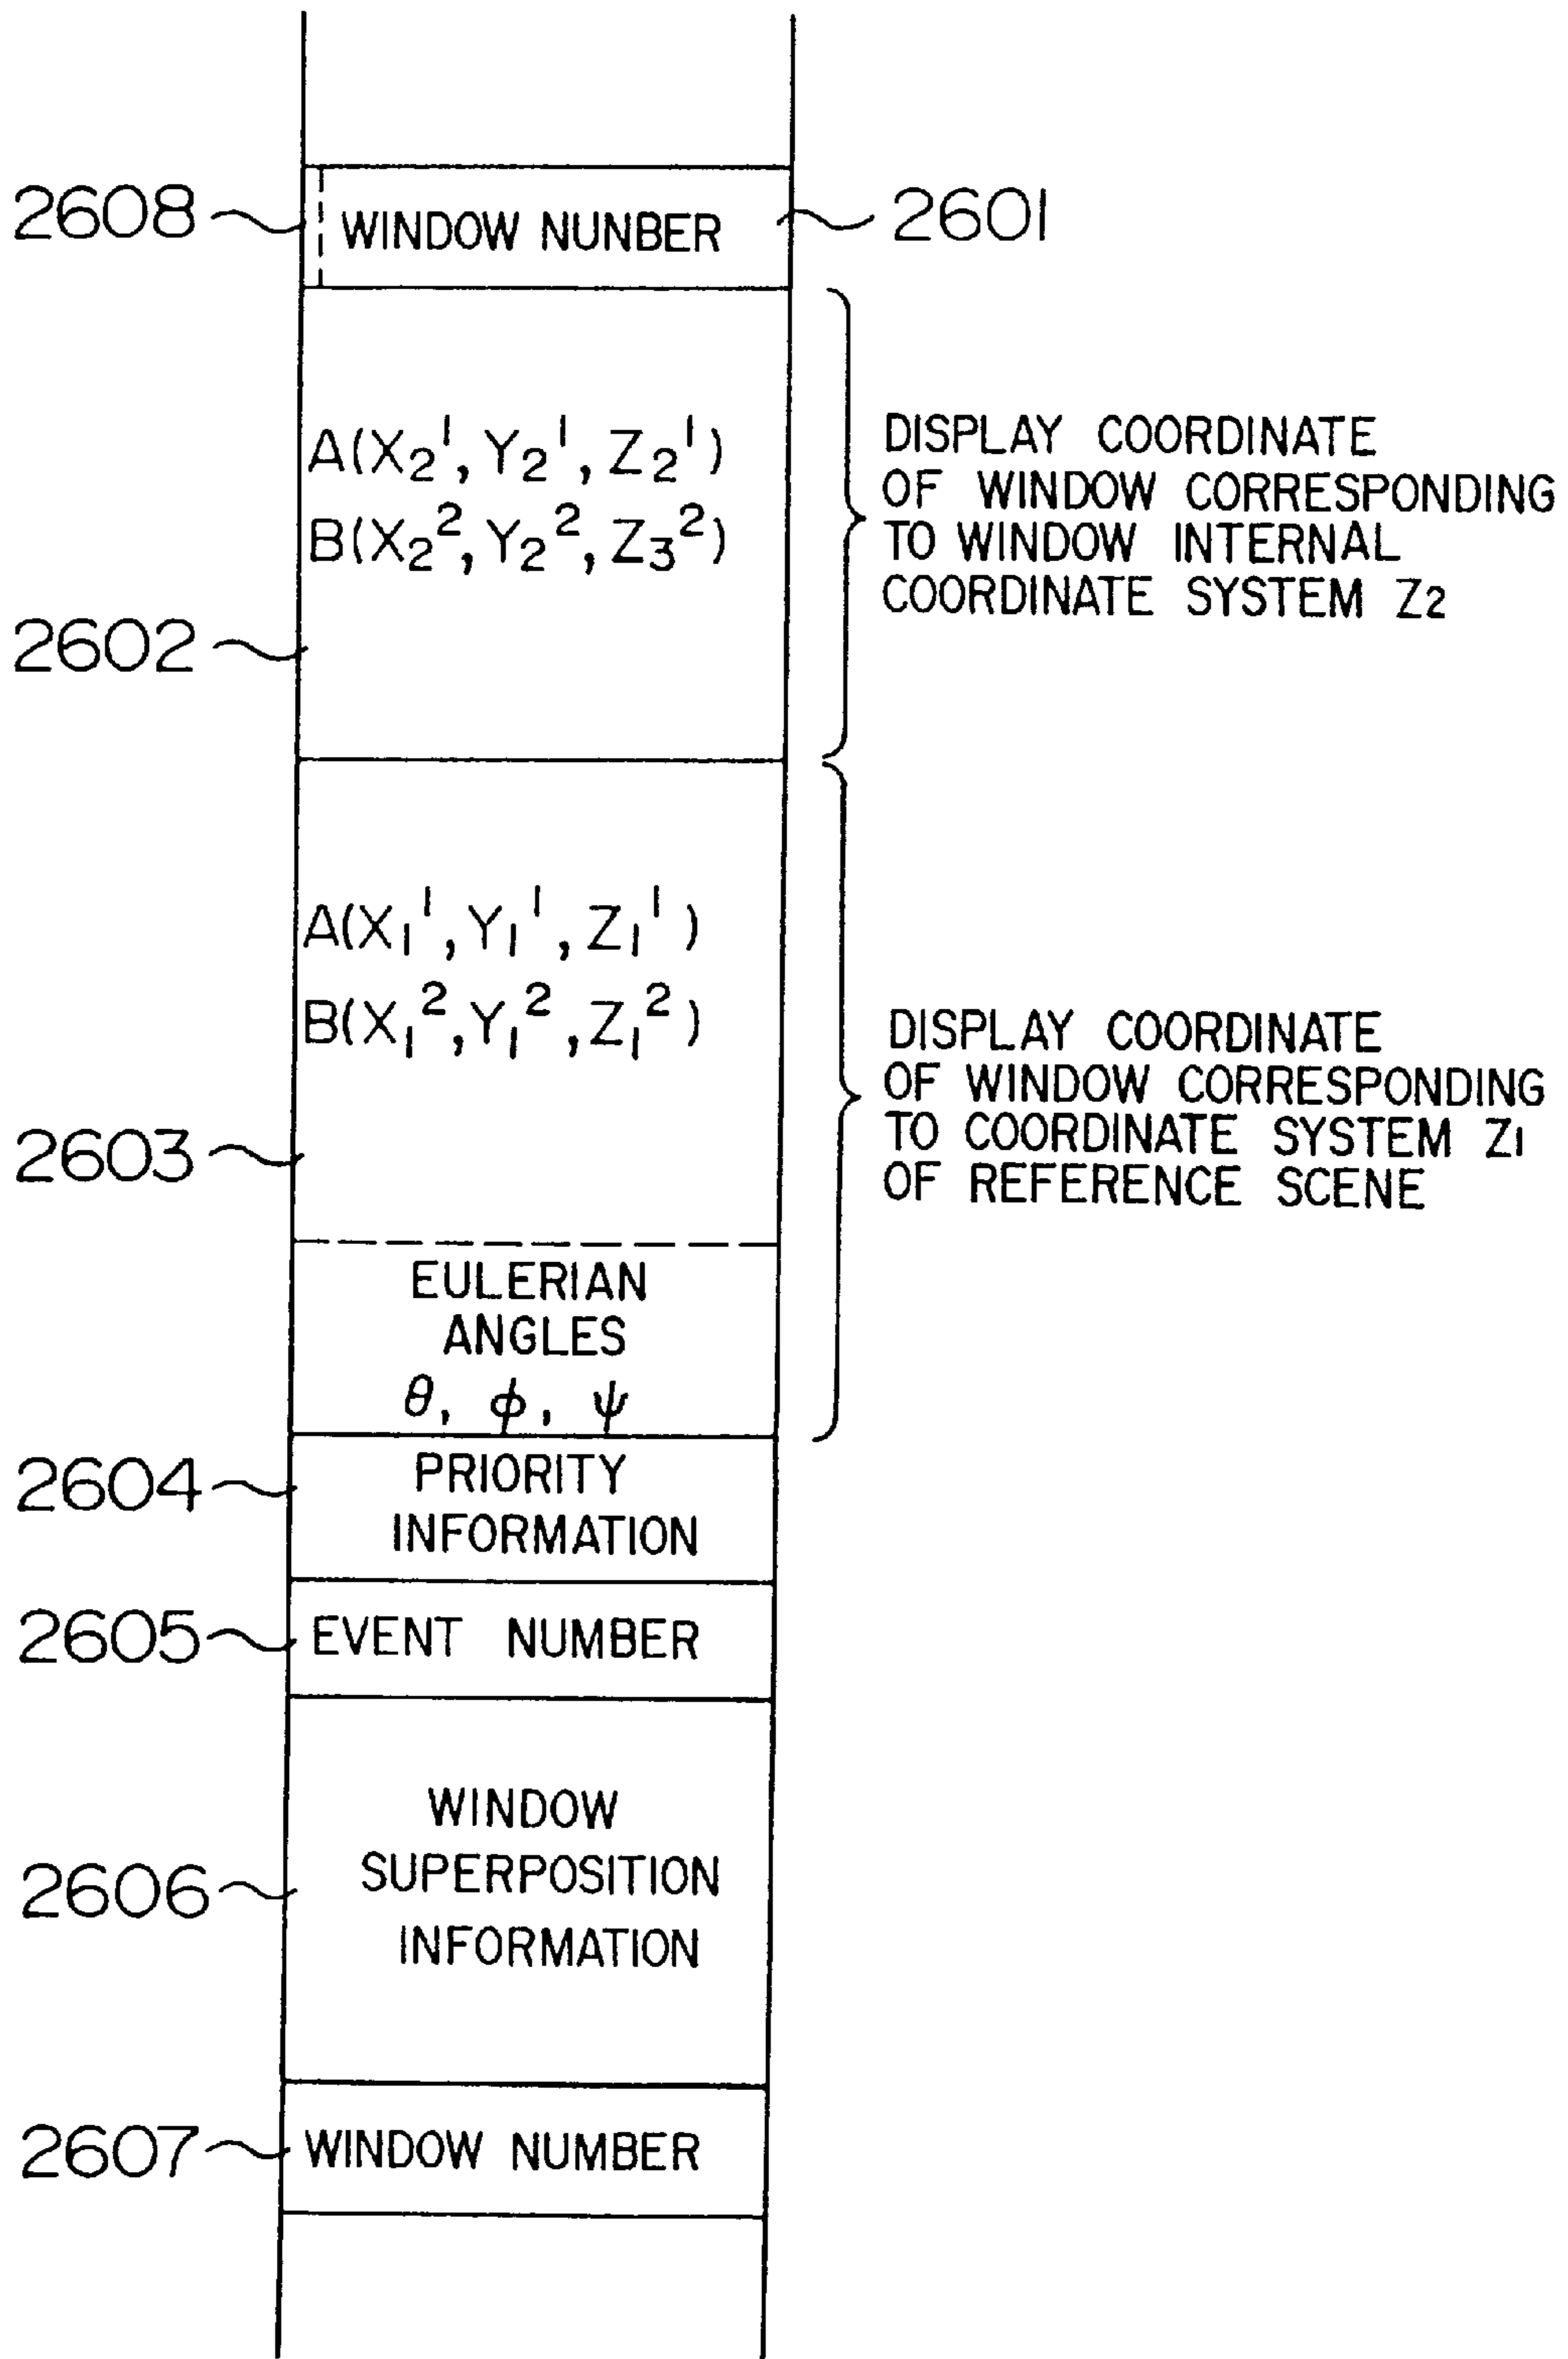 2608 WINDOW NUNBER 2601
A(X₂¹, Y₂¹, Z₂¹)
B(X₂², Y₂², Z₃²)
DISPLAY COORDINATE
OF WINDOW CORRESPONDING
TO WINDOW INTERNAL
COORDINATE SYSTEM Z₂
2602
A(X₁¹, Y₁¹, Z₁¹)
B(X₁², Y₁², Z₁²)
DISPLAY COORDINATE
OF WINDOW CORRESPONDING
TO COORDINATE SYSTEM Z₁
OF REFERENCE SCENE
2603
EULERIAN
ANGLES
θ, ϕ, ψ
2604 PRIORITY
INFORMATION
2605 EVENT NUMBER
WINDOW
2606 SUPERPOSITION
INFORMATION
2607 WINDOW NUMBER